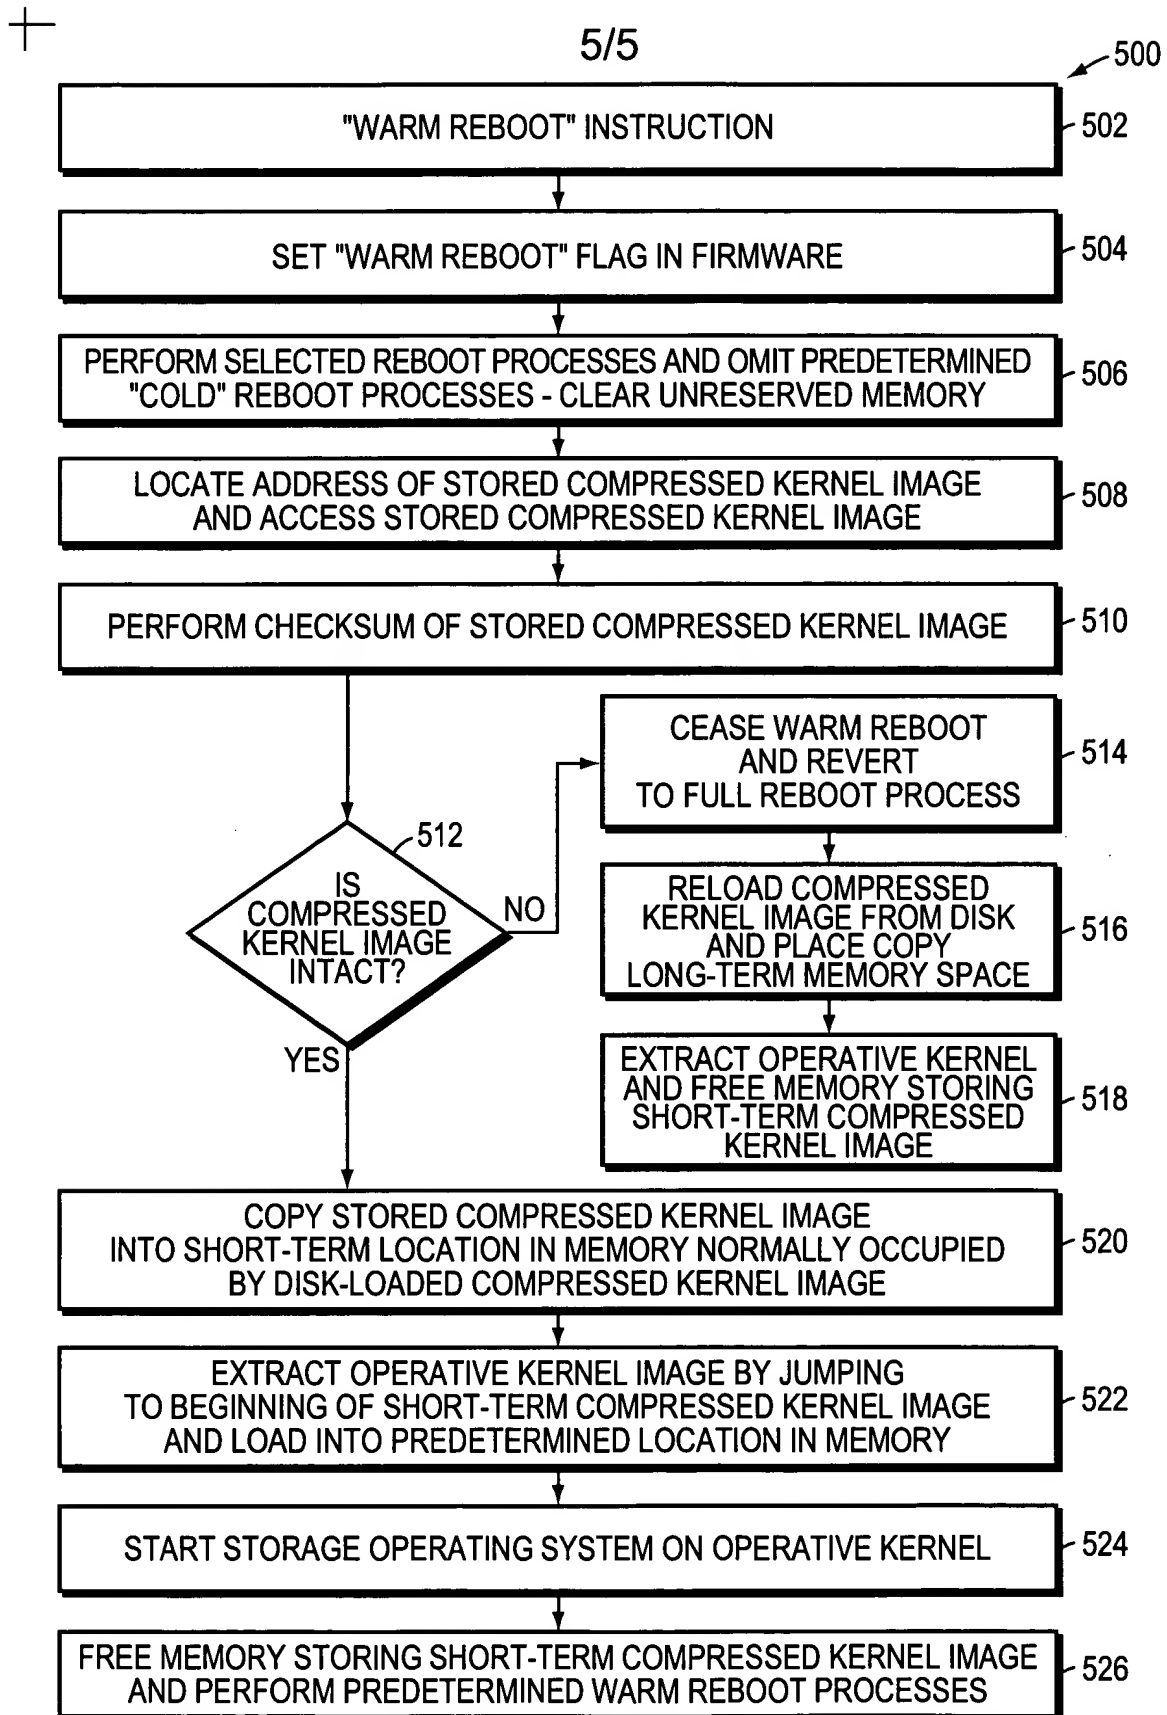 5/5
500
"WARM REBOOT" INSTRUCTION
502
SET "WARM REBOOT" FLAG IN FIRMWARE
504
PERFORM SELECTED REBOOT PROCESSES AND OMIT PREDETERMINED
"COLD" REBOOT PROCESSES - CLEAR UNRESERVED MEMORY
506
LOCATE ADDRESS OF STORED COMPRESSED KERNEL IMAGE
AND ACCESS STORED COMPRESSED KERNEL IMAGE
508
PERFORM CHECKSUM OF STORED COMPRESSED KERNEL IMAGE
510
512
IS
COMPRESSED
KERNEL IMAGE
INTACT?
NO
YES
CEASE WARM REBOOT
AND REVERT
TO FULL REBOOT PROCESS
514
RELOAD COMPRESSED
KERNEL IMAGE FROM DISK
AND PLACE COPY
LONG-TERM MEMORY SPACE
516
EXTRACT OPERATIVE KERNEL
AND FREE MEMORY STORING
SHORT-TERM COMPRESSED
KERNEL IMAGE
518
COPY STORED COMPRESSED KERNEL IMAGE
INTO SHORT-TERM LOCATION IN MEMORY NORMALLY OCCUPIED
BY DISK-LOADED COMPRESSED KERNEL IMAGE
520
EXTRACT OPERATIVE KERNEL IMAGE BY JUMPING
TO BEGINNING OF SHORT-TERM COMPRESSED KERNEL IMAGE
AND LOAD INTO PREDETERMINED LOCATION IN MEMORY
522
START STORAGE OPERATING SYSTEM ON OPERATIVE KERNEL
524
FREE MEMORY STORING SHORT-TERM COMPRESSED KERNEL IMAGE
AND PERFORM PREDETERMINED WARM REBOOT PROCESSES
526